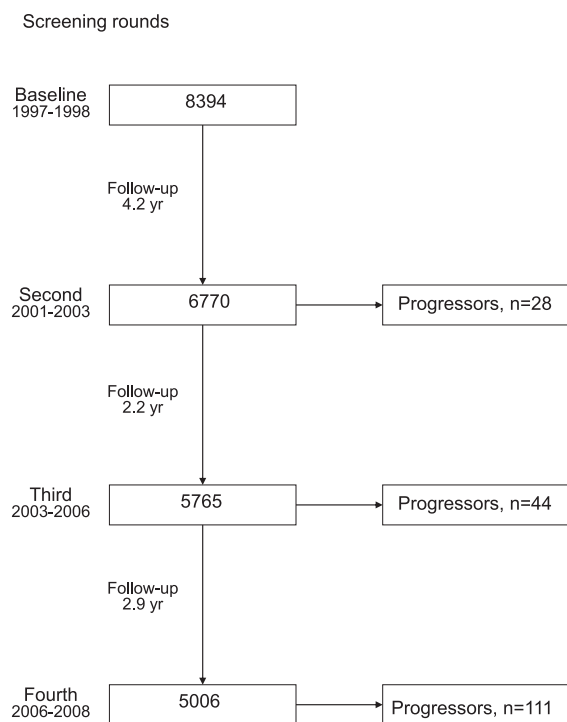 Screening rounds
Baseline
1997-1998
8394
Follow-up
4.2 yr
Second
2001-2003
6770
Progressors, n=28
Follow-up
2.2 yr
Third
2003-2006
5765
Progressors, n=44
Follow-up
2.9 yr
Fourth
2006-2008
5006
Progressors, n=111